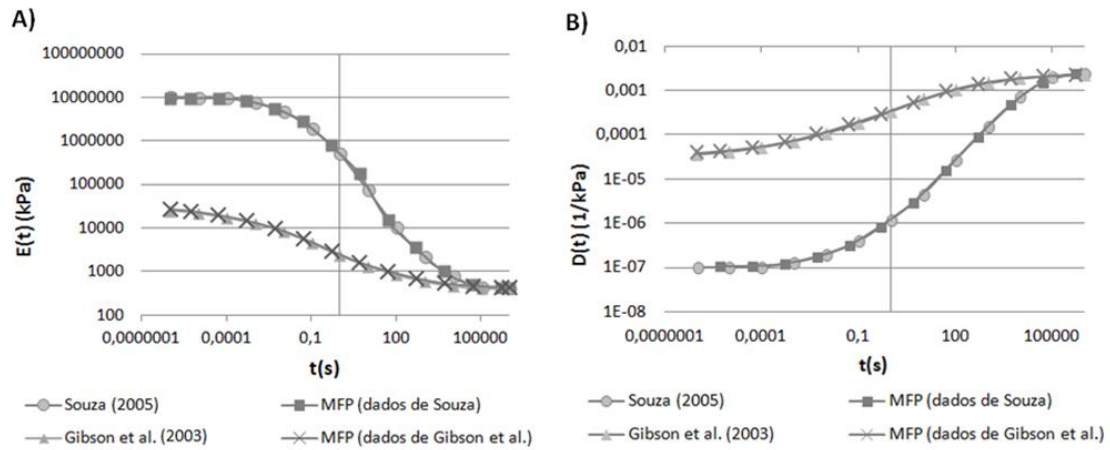 A)
100000000
10000000
1000000
100000
10000
1000
100
E(t) (kPa)
0,0000001
0,0001
0,1
100
100000
t(s)
Souza (2005)
MFP (dados de Souza)
Gibson et al. (2003)
MFP (dados de Gibson et al.)
B)
0,01
0,001
0,0001
1E-05
1E-06
1E-07
1E-08
D(t) (1/kPa)
0,0000001
0,0001
0,1
100
100000
t(s)
Souza (2005)
MFP (dados de Souza)
Gibson et al. (2003)
MFP (dados de Gibson et al.)